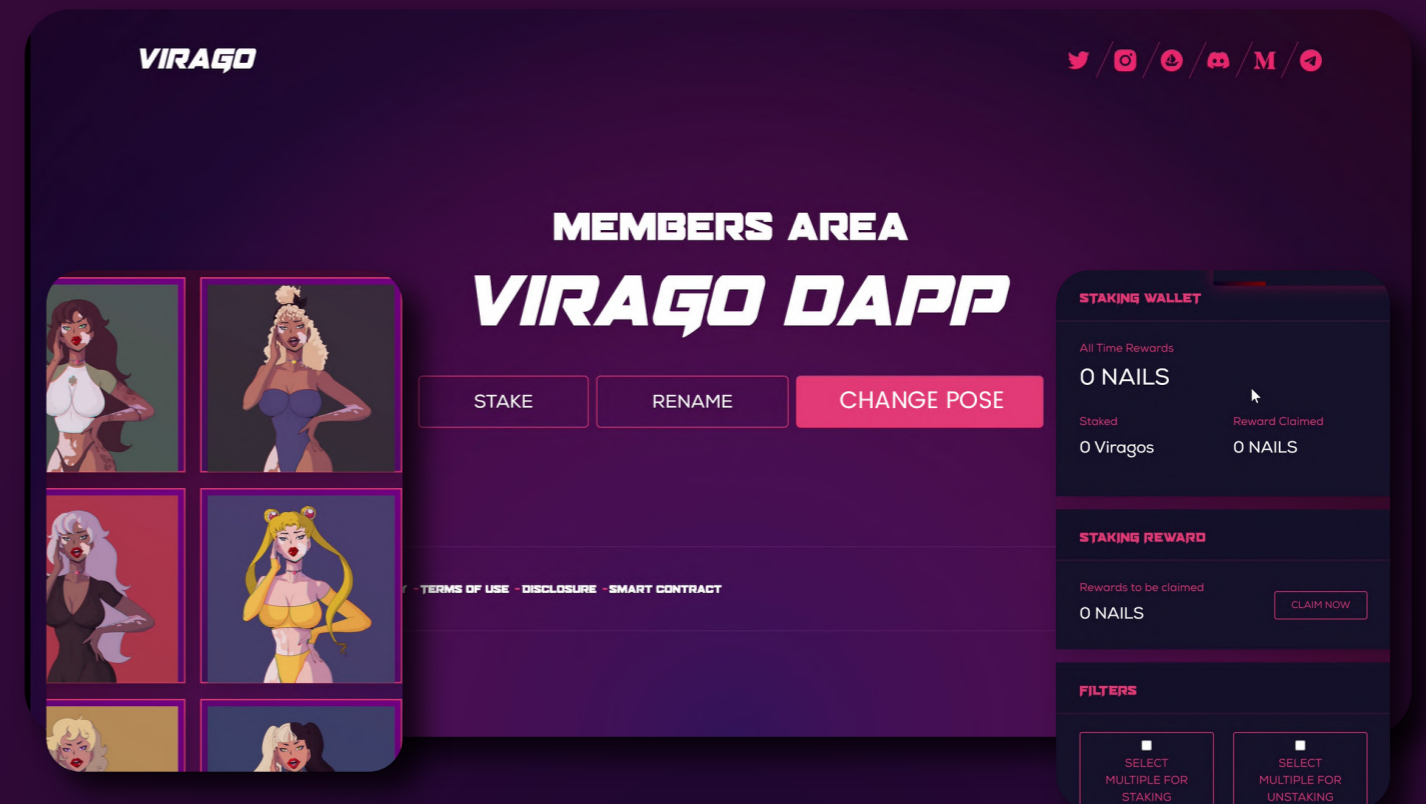 VIRAGO
M
MEMBERS AREA
VIRAGO DAPP
STAKE
RENAME
CHANGE POSE
- TERMS OF USE - DISCLOSURE - SMART CONTRACT
STAKING WALLET
All Time Rewards
0 NAILS
Staked
Reward Claimed
0 Viragos
0 NAILS
STAKING REWARD
Rewards to be claimed
0 NAILS
CLAIM NOW
FILTERS
SELECT
MULTIPLE FOR
STAKING
SELECT
MULTIPLE FOR
UNSTAKING